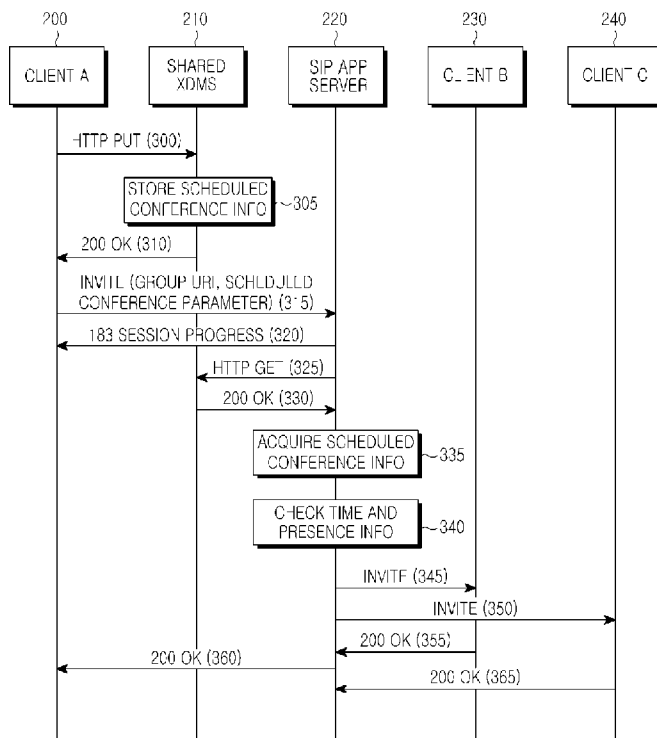 200 210 220 230 240
CLIENT A
SHARED
XDMS
SIP APP
SERVER
CLIENT B
CLIENT C
HTTP PUT (300)
STORE SCHEDULED
CONFERENCE INFO
305
200 OK (310)
INVITE (GROUP URI, SCHEDULED
CONFERENCE PARAMETER) (315)
183 SESSION PROGRESS (320)
HTTP GET (325)
200 OK (330)
ACQUIRE SCHEDULED
CONFERENCE INFO
335
CHECK TIME AND
PRESENCE INFO
340
INVITE (345)
INVITE (350)
200 OK (355)
200 OK (360)
200 OK (365)